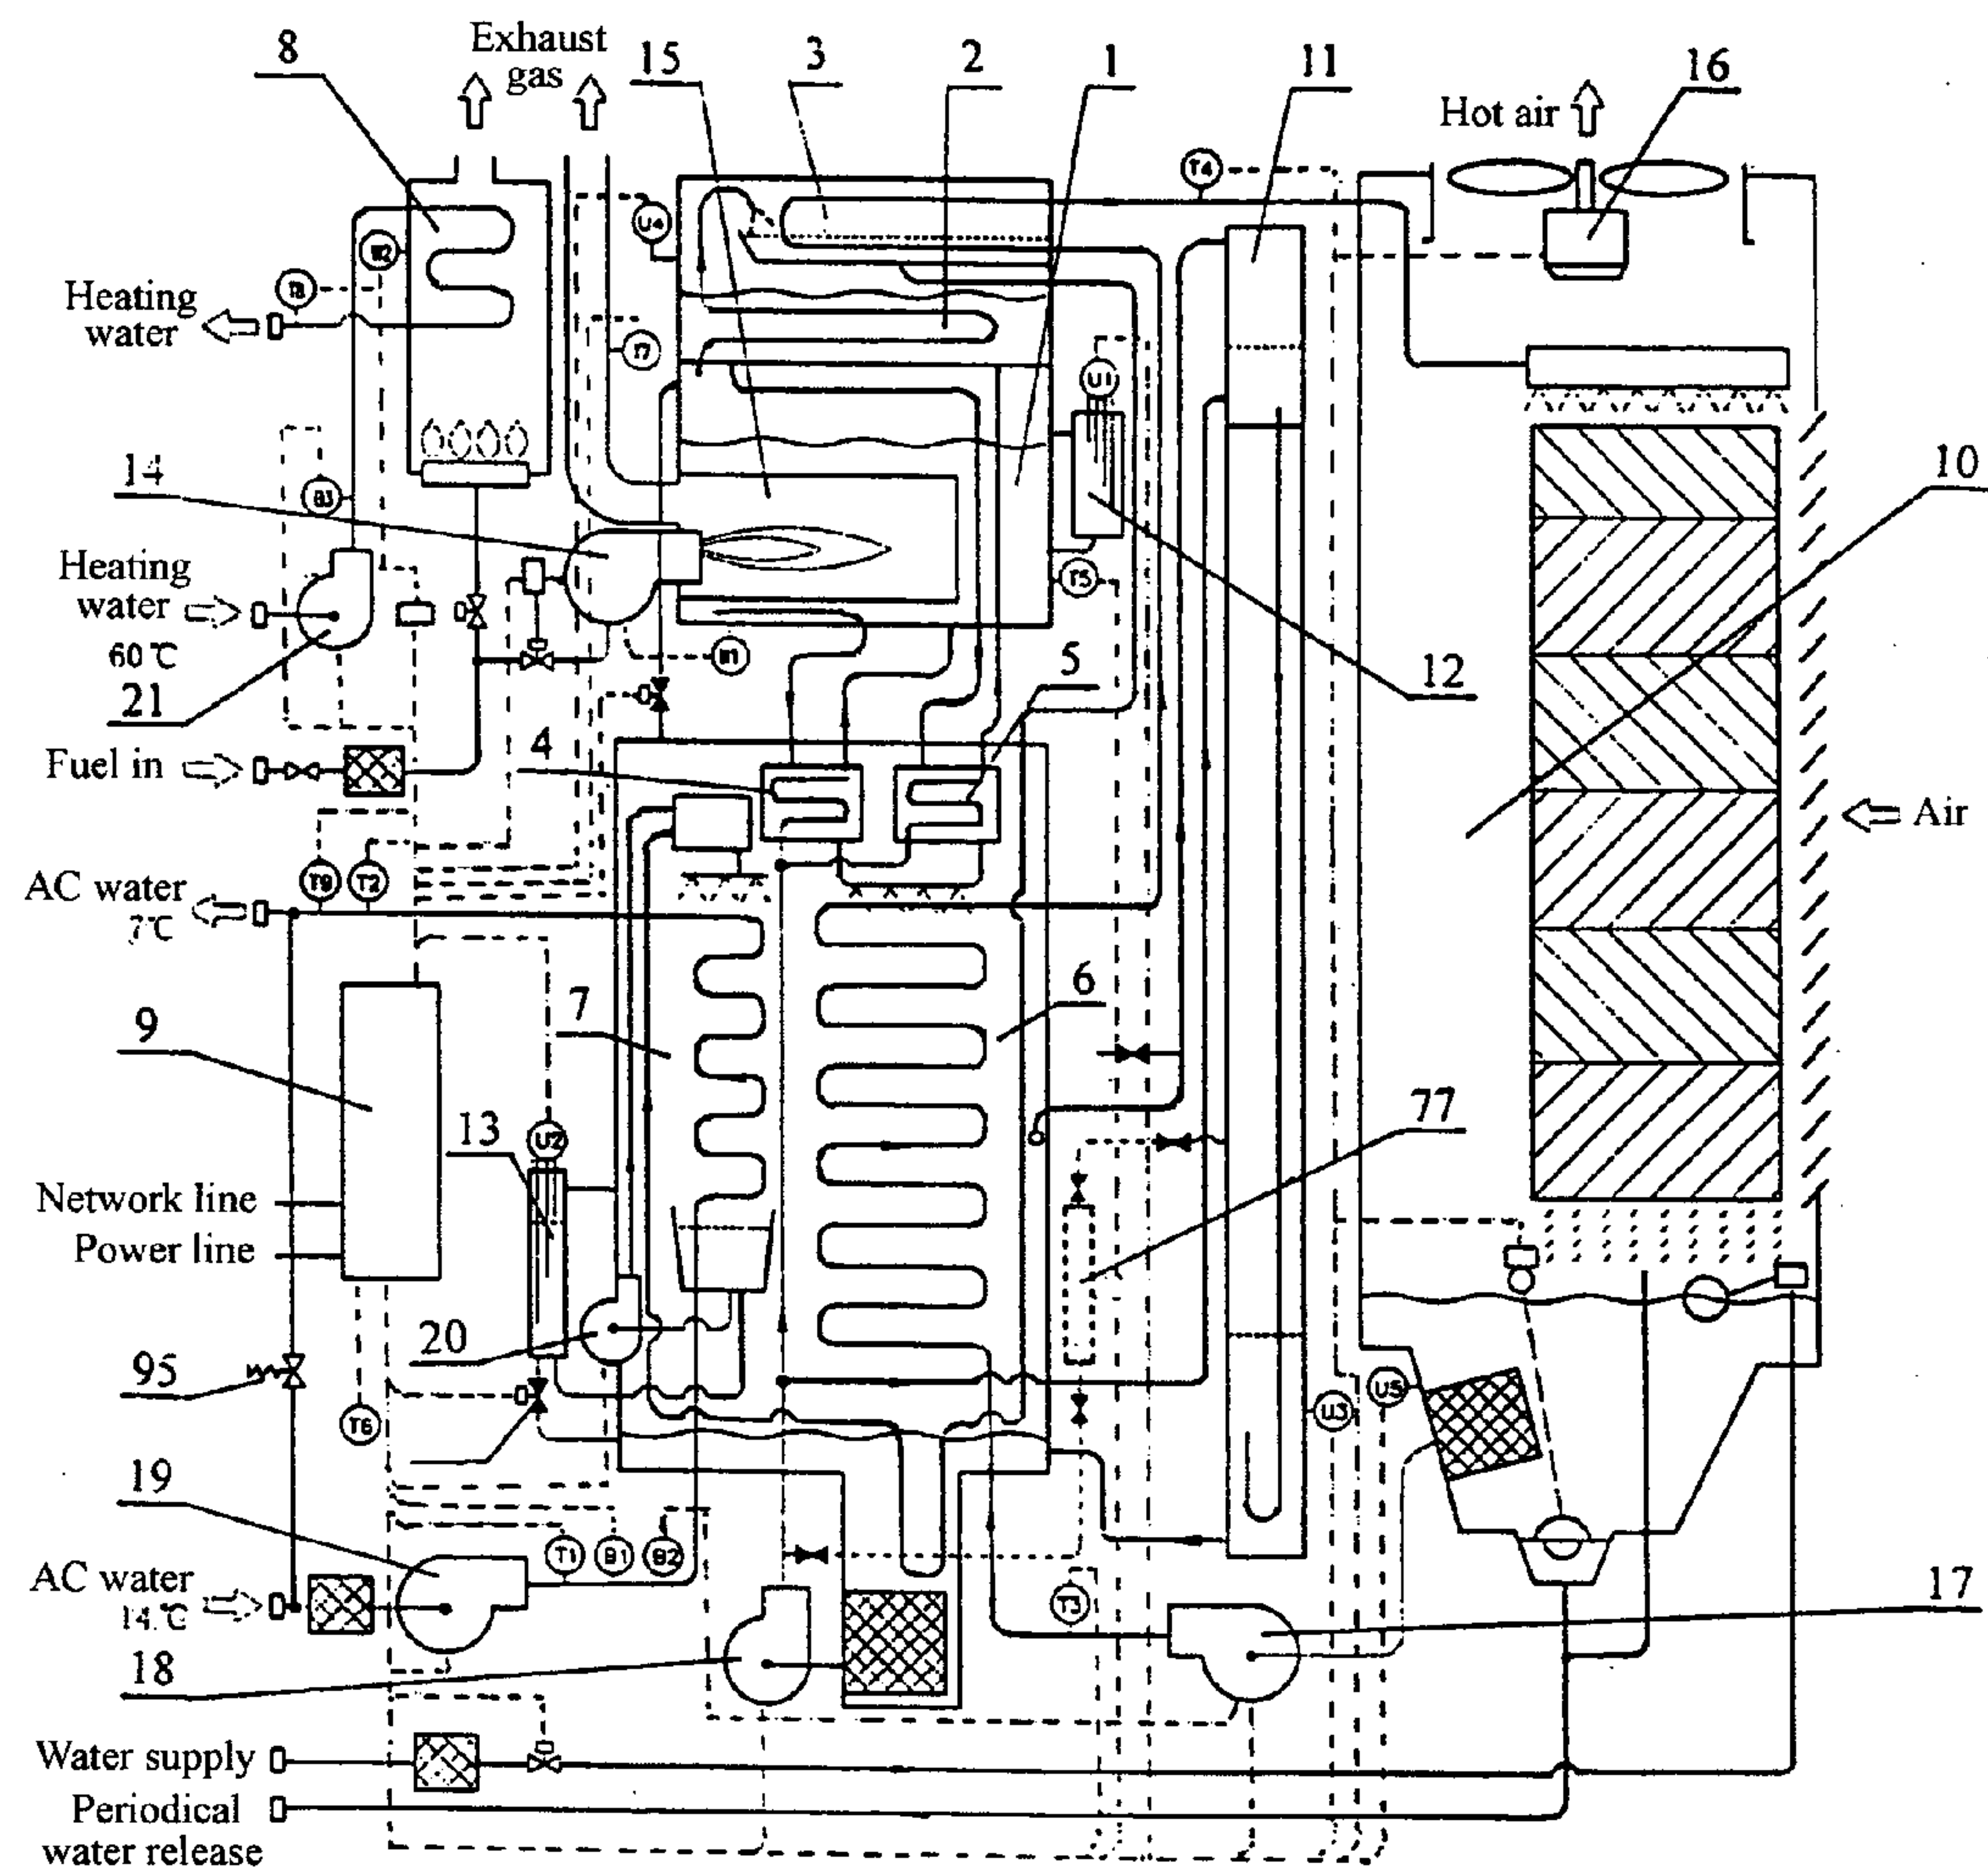 8
Exhaust
gas
15
3
2
1
11
16
Hot air
T4
U4
T8
Heating
water
T7
U1
14
B3
10
Heating
water
60 ℃
21
T5
12
5
4
Fuel in
Air
T9
T2
AC water
7℃
7
6
9
13
U2
77
Network line
Power line
20
95
T6
U3
U5
19
T1
B1
B2
AC water
14℃
T3
17
18
Water supply
Periodical
water release